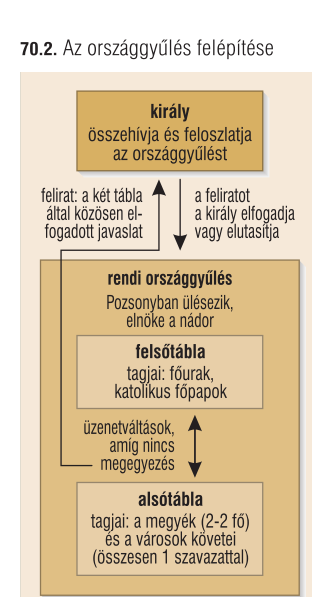 70.2. Az országgyűlés felépítése
király
összehívja és feloszlatja
az országgyűlést
felirat: a két tábla
által közösen el-
fogadott javaslat
a feliratot
a király elfogadja
vagy elutasítja
rendi országgyűlés
Pozsonyban ülésezik,
elnöke a nádor
felsőtábla
tagjai: főurak,
katolikus főpapok
üzenetváltások,
amíg nincs
megegyezés
alsótábla
tagjai: a megyék (2-2 fő)
és a városok követei
(összesen 1 szavazattal)